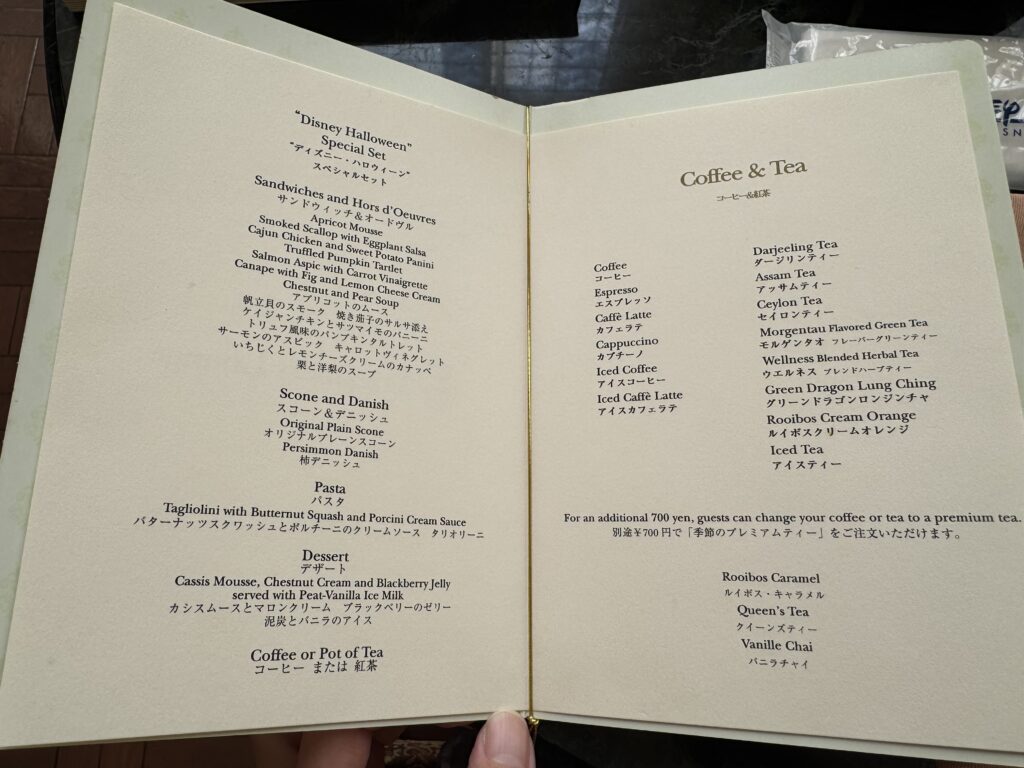 "Disney Halloween"
Special Set
"ディズニー・ハロウィーン"
スペシャルセット
Sandwiches and Hors d'Oeuvres
サンドウィッチ＆オードヴル
Apricot Mousse
Smoked Scallop with Eggplant Salsa
Cajun Chicken and Sweet Potato Panini
Truffled Pumpkin Tartlet
Salmon Aspic with Carrot Vinaigrette
Canape with Fig and Lemon Cheese Cream
Chestnut and Pear Soup
アプリコットのムース
帆立貝のスモーク　焼き茄子のサルサ添え
ケイジャンチキンとサツマイモのパニーニ
トリュフ風味のパンプキンタルトレット
サーモンのアスピック　キャロットヴィネグレット
いちじくとレモンチーズクリームのカナッペ
栗と洋梨のスープ
Scone and Danish
スコーン＆デニッシュ
Original Plain Scone
オリジナルプレーンスコーン
Persimmon Danish
柿デニッシュ
Pasta
パスタ
Tagliolini with Butternut Squash and Porcini Cream Sauce
バターナッツスクワッシュとポルチーニのクリームソース　タリオリーニ
Dessert
デザート
Cassis Mousse, Chestnut Cream and Blackberry Jelly
served with Peat-Vanilla Ice Milk
カシスムースとマロンクリーム　ブラックベリーのゼリー
泥炭とバニラのアイス
Coffee or Pot of Tea
コーヒー または 紅茶
Coffee & Tea
コーヒー&紅茶
Coffee
コーヒー
Espresso
エスプレッソ
Caffè Latte
カフェラテ
Cappuccino
カプチーノ
Iced Coffee
アイスコーヒー
Iced Caffè Latte
アイスカフェラテ
Darjeeling Tea
ダージリンティー
Assam Tea
アッサムティー
Ceylon Tea
セイロンティー
Morgentau Flavored Green Tea
モルゲンタオ フレーバーグリーンティー
Wellness Blended Herbal Tea
ウエルネス ブレンドハーブティー
Green Dragon Lung Ching
グリーンドラゴンロンジンチャ
Rooibos Cream Orange
ルイボスクリームオレンジ
Iced Tea
アイスティー
For an additional 700 yen, guests can change your coffee or tea to a premium tea.
別途¥700円で「季節のプレミアムティー」をご注文いただけます。
Rooibos Caramel
ルイボス・キャラメル
Queen's Tea
クイーンズティー
Vanille Chai
バニラチャイ